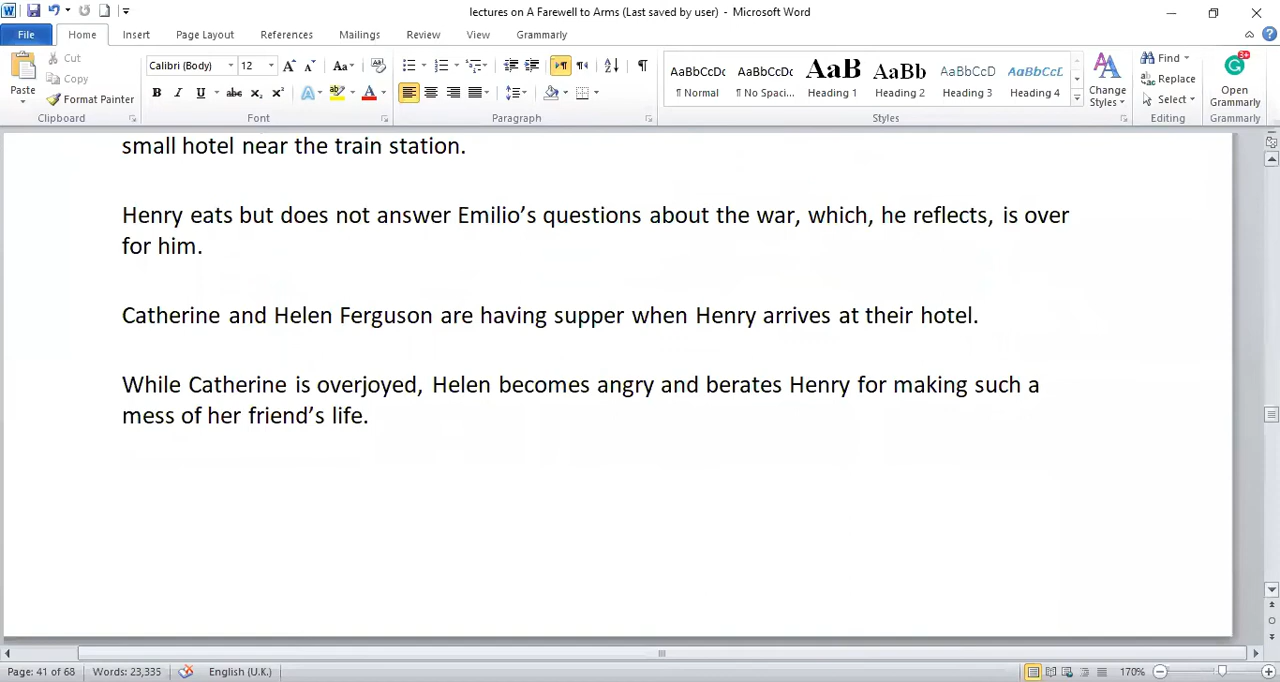 lectures on A Farewell to Arms (Last saved by user) - Microsoft Word
File Home Insert Page Layout References Mailings Review View Grammarly
Paste
Cut
Copy
Format Painter
Clipboard
Calibri (Body) 12
Font
Paragraph
AaBbCcDc AaBbCcDc AaB AaBb AaBbCcD AaBbCcL
¶ Normal ¶ No Spaci... Heading 1 Heading 2 Heading 3 Heading 4
Change
Styles
Styles
Find
Replace
Select
Editing
Open
Grammarly
Grammarly
small hotel near the train station.
Henry eats but does not answer Emilio’s questions about the war, which, he reflects, is over
for him.
Catherine and Helen Ferguson are having supper when Henry arrives at their hotel.
While Catherine is overjoyed, Helen becomes angry and berates Henry for making such a
mess of her friend’s life.
Page: 41 of 68 Words: 23,335 English (U.K.) 170%